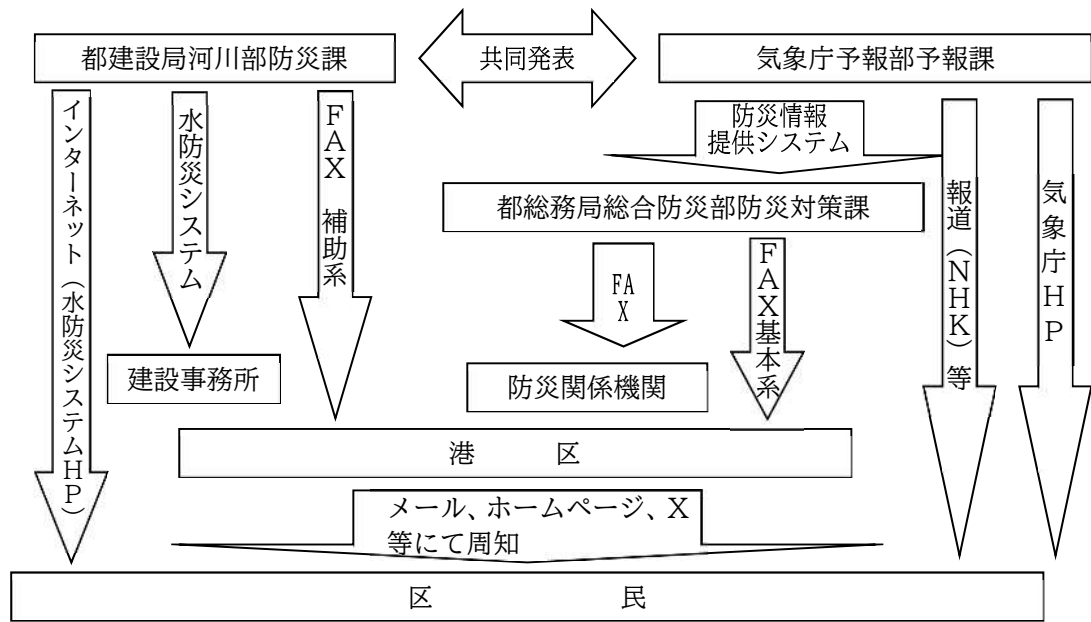 都建設局河川部防災課
共同発表
気象庁予報部予報課
インターネット（水防災システムHP）
水防災システム
FAX 補助系
防災情報
提供システム
報道（NHK）等
気象庁HP
都総務局総合防災部防災対策課
FA
X
FAX基本系
建設事務所
防災関係機関
港 区
メール、ホームページ、X
等にて周知
区 民